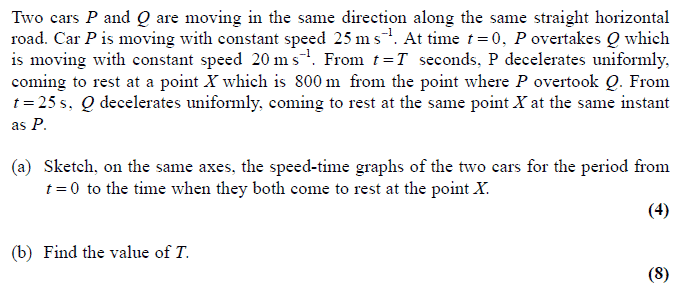 Two cars P and Q are moving in the same direction along the same straight horizontal
road. Car P is moving with constant speed 25 m s⁻¹. At time t = 0, P overtakes Q which
is moving with constant speed 20 m s⁻¹. From t = T seconds, P decelerates uniformly,
coming to rest at a point X which is 800 m from the point where P overtook Q. From
t = 25 s, Q decelerates uniformly, coming to rest at the same point X at the same instant
as P.
(a) Sketch, on the same axes, the speed-time graphs of the two cars for the period from
t = 0 to the time when they both come to rest at the point X.
(4)
(b) Find the value of T.
(8)